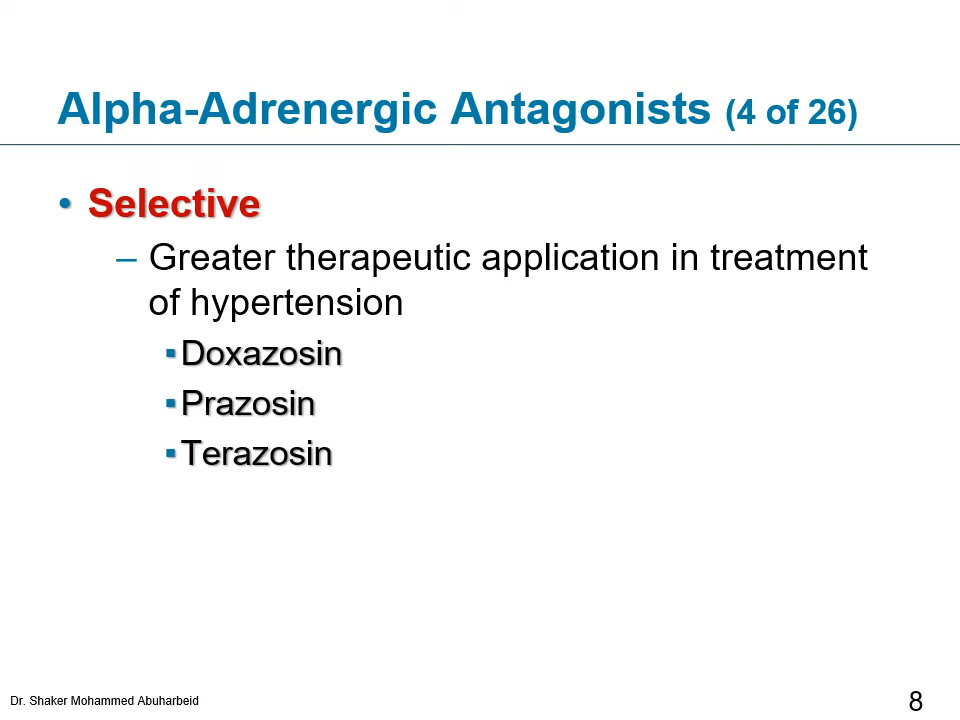 Alpha-Adrenergic Antagonists (4 of 26)
• Selective
– Greater therapeutic application in treatment
of hypertension
▪ Doxazosin
▪ Prazosin
▪ Terazosin
Dr. Shaker Mohammed Abuharbeid
8